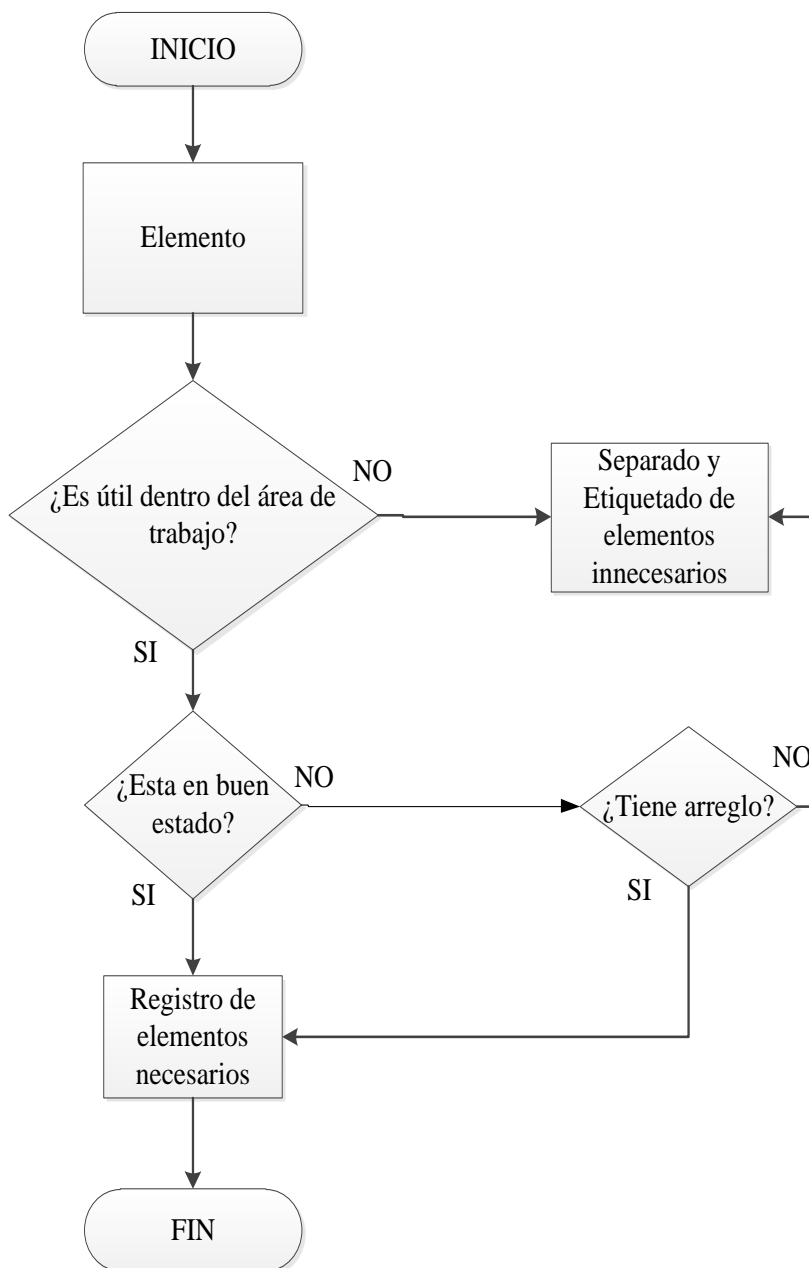 INICIO
Elemento
¿Es útil dentro del área de
trabajo?
NO
Separado y
Etiquetado de
elementos
innecesarios
SI
¿Esta en buen
estado?
NO
¿Tiene arreglo?
NO
SI
SI
Registro de
elementos
necesarios
FIN